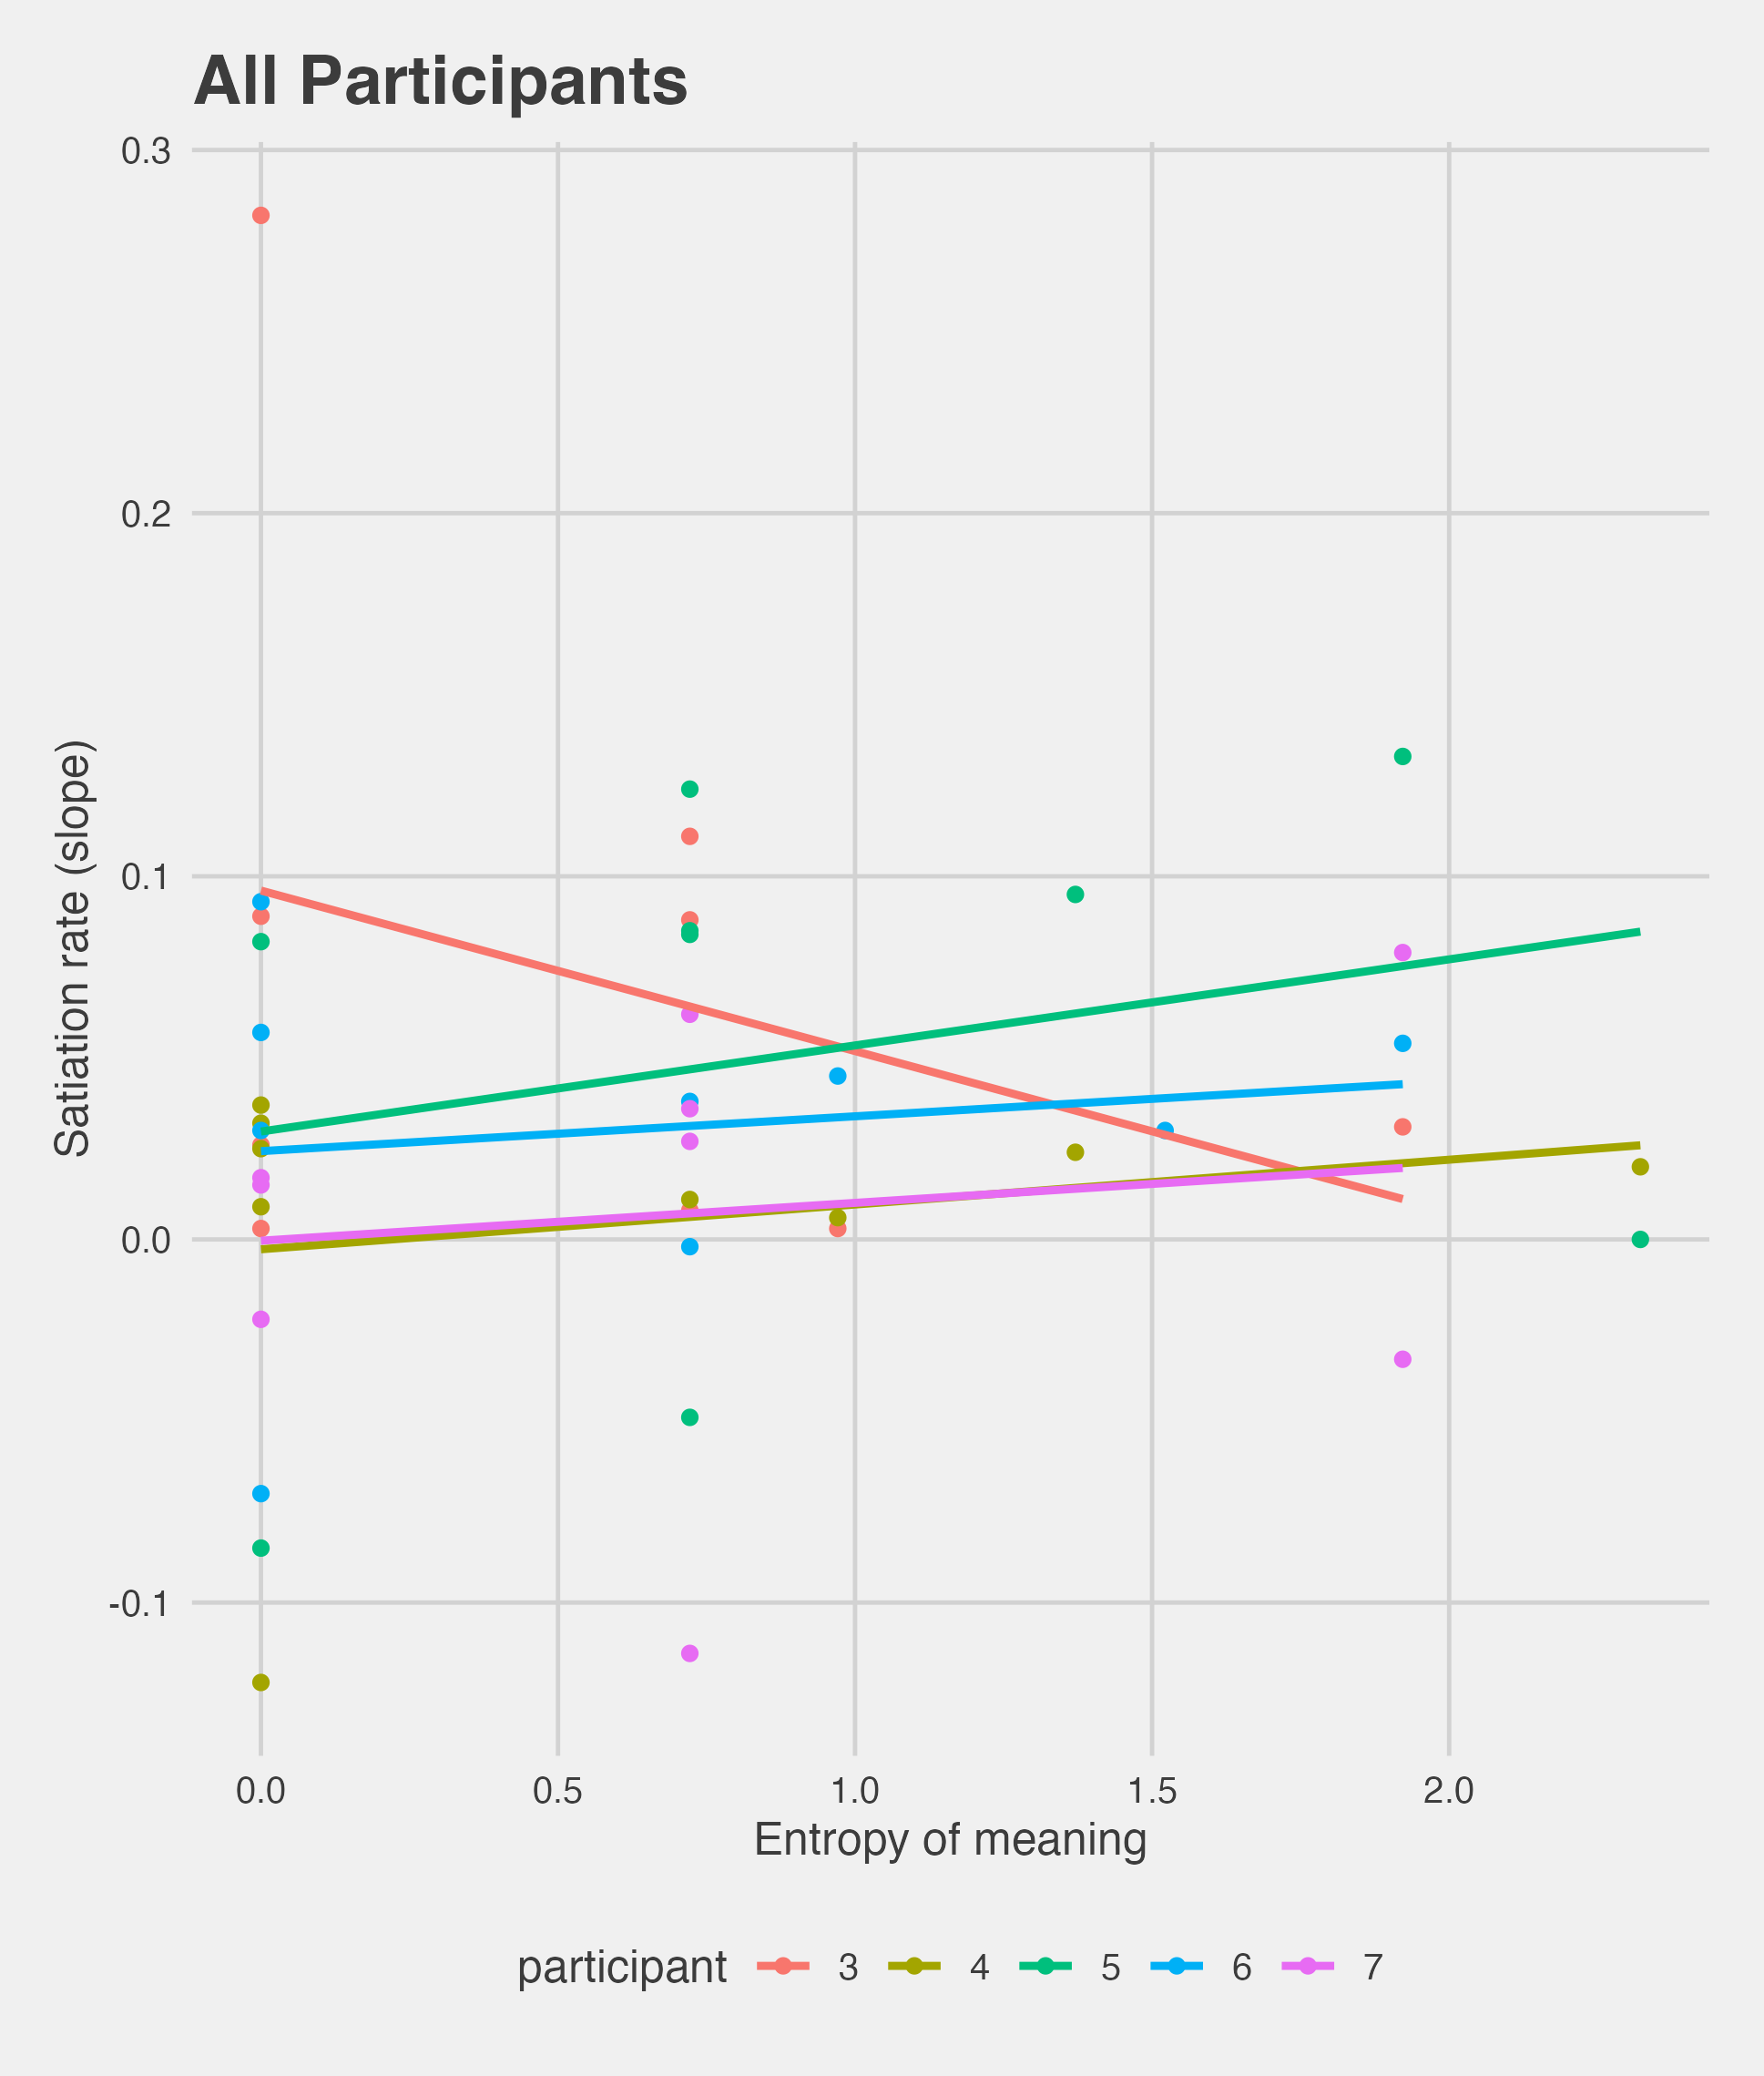 All Participants
0.3
0.2
0.1
0.0
-0.1
Satiation rate (slope)
0.0 0.5 1.0 1.5 2.0
Entropy of meaning
participant 3 4 5 6 7